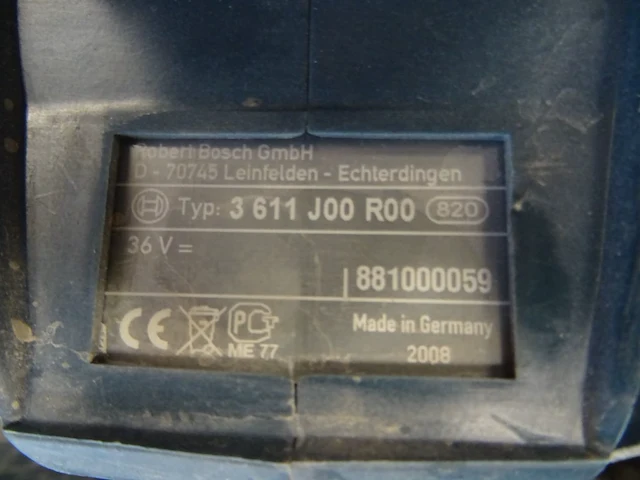 Robert Bosch GmbH
D - 70745 Leinfelden - Echterdingen
Typ: 3 611 J00 R00 820
36 V =
881000059
CE PCT
ME 77
Made in Germany
2008